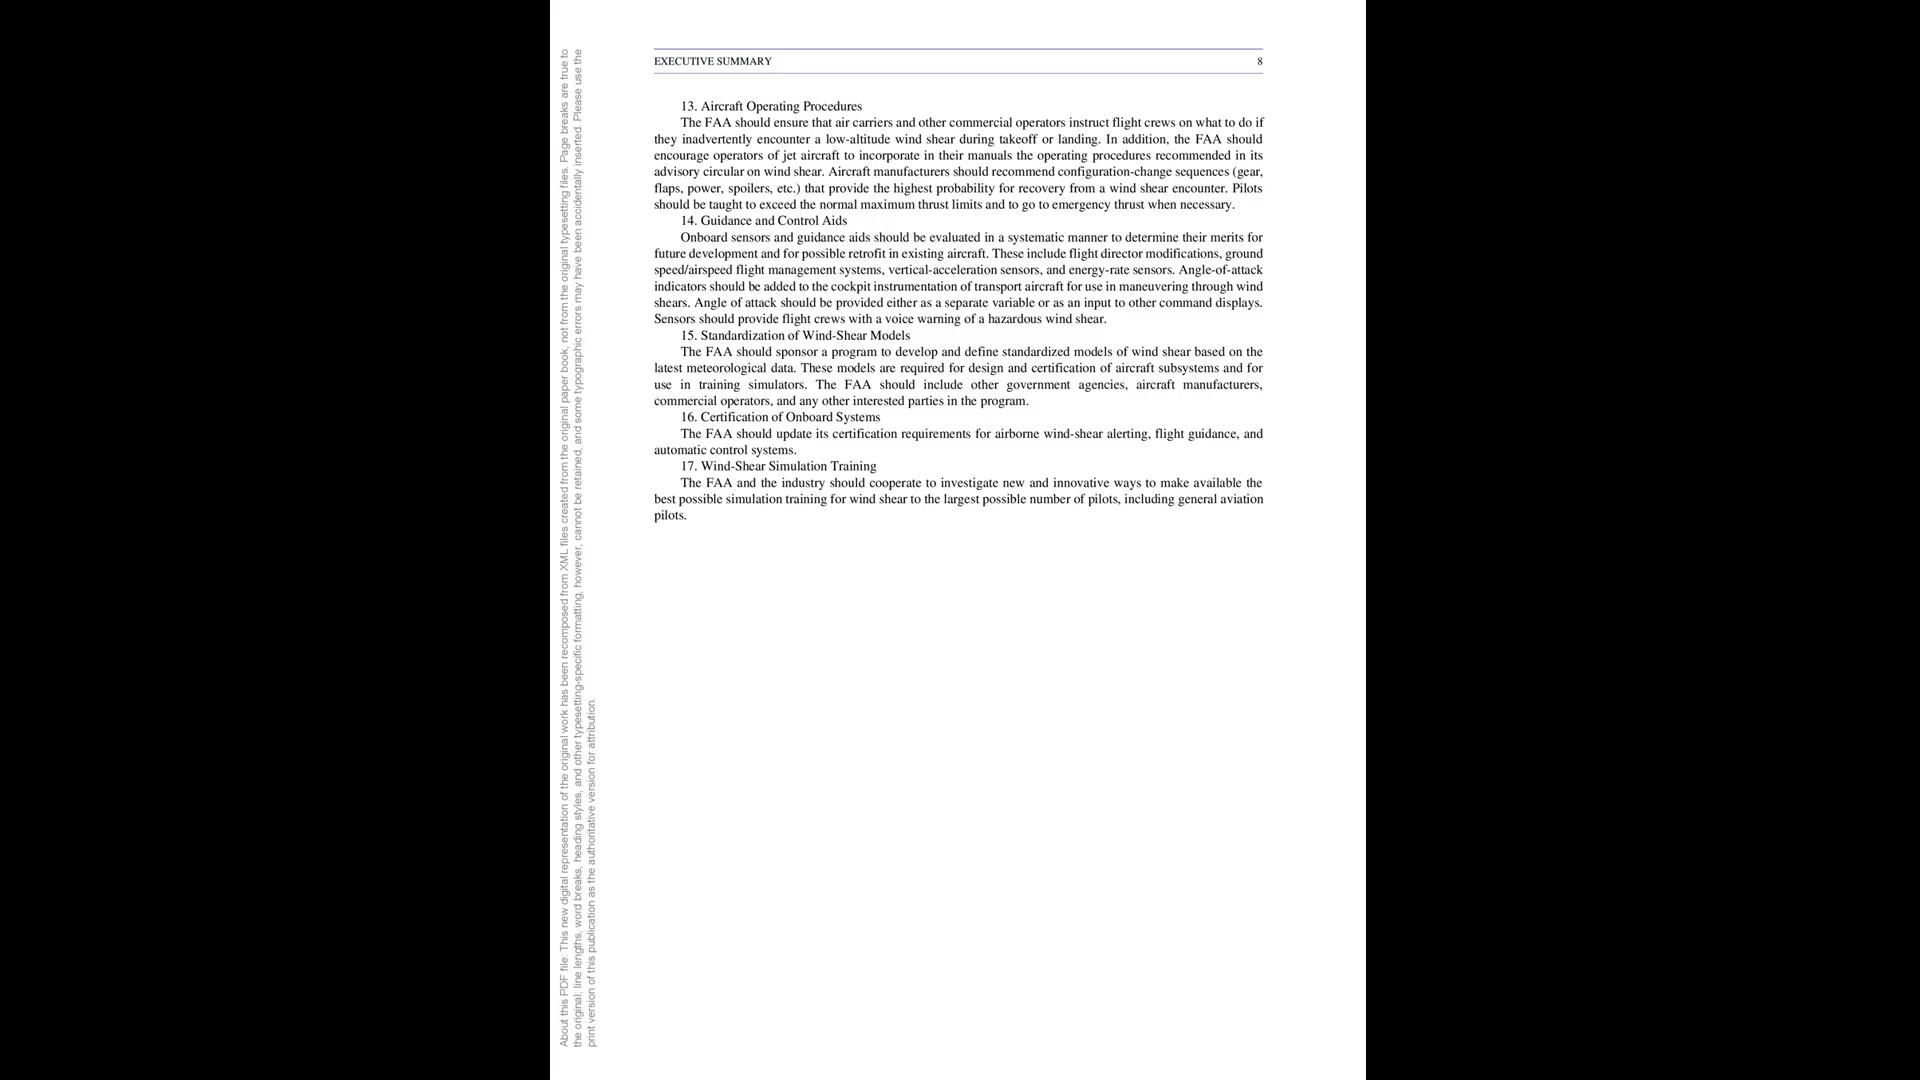 EXECUTIVE SUMMARY 8
13. Aircraft Operating Procedures
The FAA should ensure that air carriers and other commercial operators instruct flight crews on what to do if
they inadvertently encounter a low-altitude wind shear during takeoff or landing. In addition, the FAA should
encourage operators of jet aircraft to incorporate in their manuals the operating procedures recommended in its
advisory circular on wind shear. Aircraft manufacturers should recommend configuration-change sequences (gear,
flaps, power, spoilers, etc.) that provide the highest probability for recovery from a wind shear encounter. Pilots
should be taught to exceed the normal maximum thrust limits and to go to emergency thrust when necessary.
14. Guidance and Control Aids
Onboard sensors and guidance aids should be evaluated in a systematic manner to determine their merits for
future development and for possible retrofit in existing aircraft. These include flight director modifications, ground
speed/airspeed flight management systems, vertical-acceleration sensors, and energy-rate sensors. Angle-of-attack
indicators should be added to the cockpit instrumentation of transport aircraft for use in maneuvering through wind
shears. Angle of attack should be provided either as a separate variable or as an input to other command displays.
Sensors should provide flight crews with a voice warning of a hazardous wind shear.
15. Standardization of Wind-Shear Models
The FAA should sponsor a program to develop and define standardized models of wind shear based on the
latest meteorological data. These models are required for design and certification of aircraft subsystems and for
use in training simulators. The FAA should include other government agencies, aircraft manufacturers,
commercial operators, and any other interested parties in the program.
16. Certification of Onboard Systems
The FAA should update its certification requirements for airborne wind-shear alerting, flight guidance, and
automatic control systems.
17. Wind-Shear Simulation Training
The FAA and the industry should cooperate to investigate new and innovative ways to make available the
best possible simulation training for wind shear to the largest possible number of pilots, including general aviation
pilots.
About this PDF file: This new digital representation of the original work has been recomposed from XML files created from the original paper book, not from the original typesetting files. Page breaks are true to
the original; line lengths, word breaks, heading styles, and other typesetting-specific formatting, however, cannot be retained, and some typographic errors may have been accidentally inserted. Please use the
print version of this publication as the authoritative version for attribution.